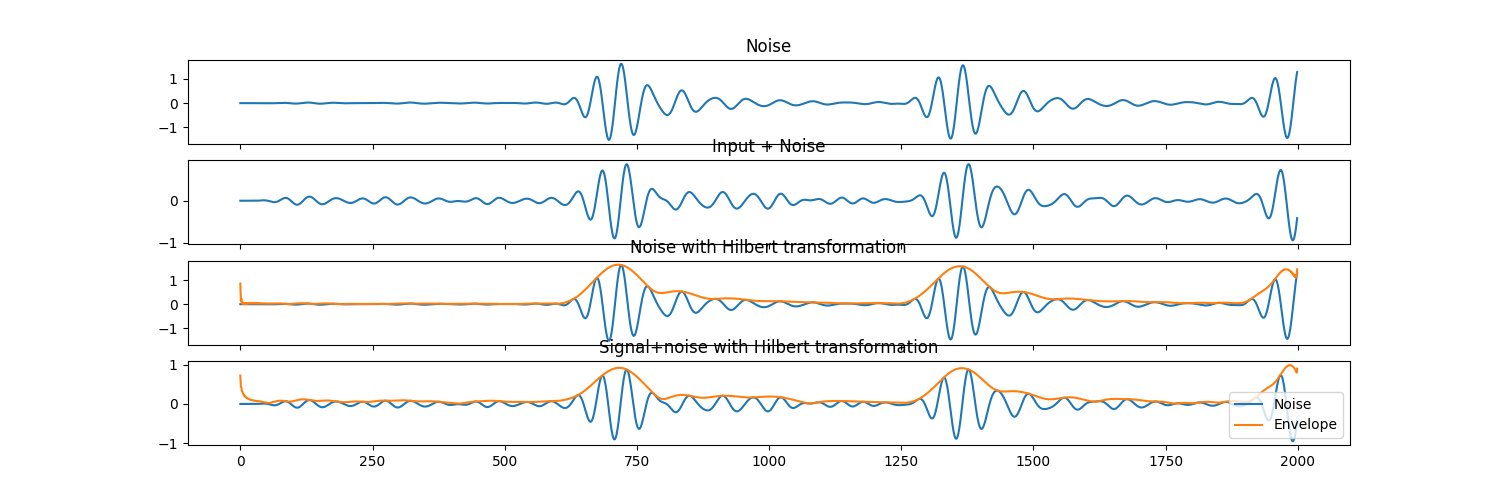 Noise
1
0
−1
Input + Noise
0
−1
Noise with Hilbert transformation
1
0
−1
Signal+noise with Hilbert transformation
1
0
−1
Noise
Envelope
0 250 500 750 1000 1250 1500 1750 2000